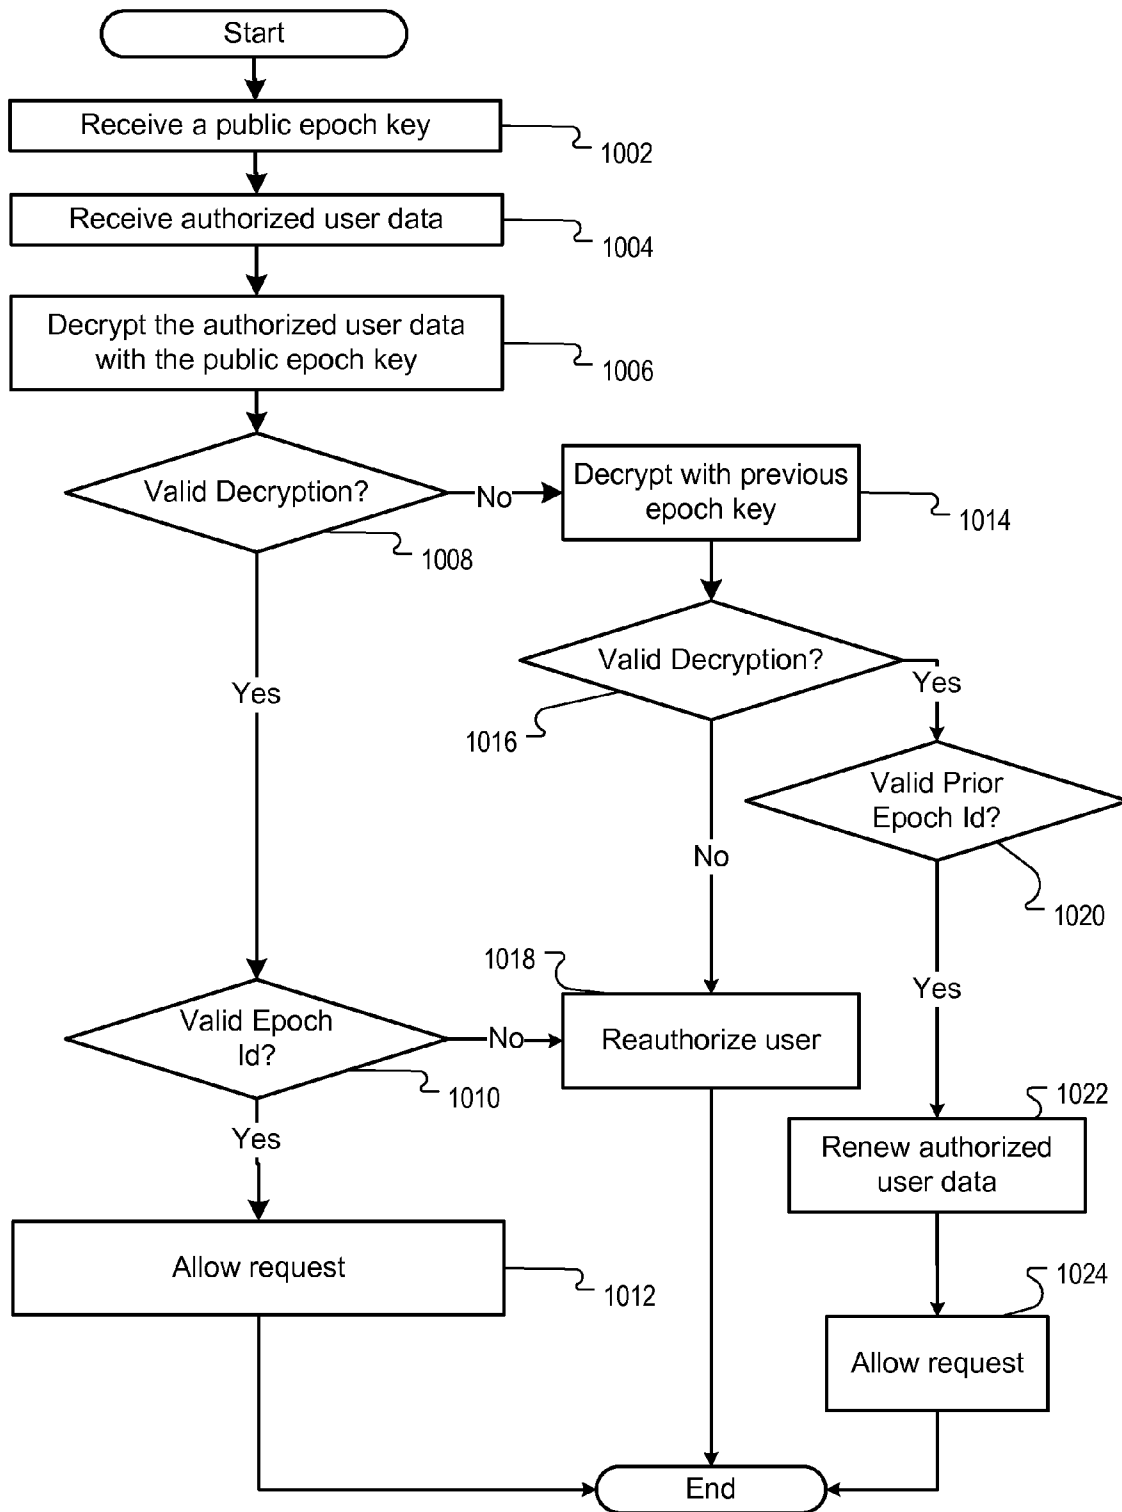 Start
Receive a public epoch key
1002
Receive authorized user data
1004
Decrypt the authorized user data
with the public epoch key
1006
Valid Decryption?
No
1008
Decrypt with previous
epoch key
1014
Yes
Valid Decryption?
Yes
1016
Valid Prior
Epoch Id?
No
1020
Yes
1018
Valid Epoch
Id?
No
Reauthorize user
1010
Yes
1022
Renew authorized
user data
Allow request
1012
1024
Allow request
End